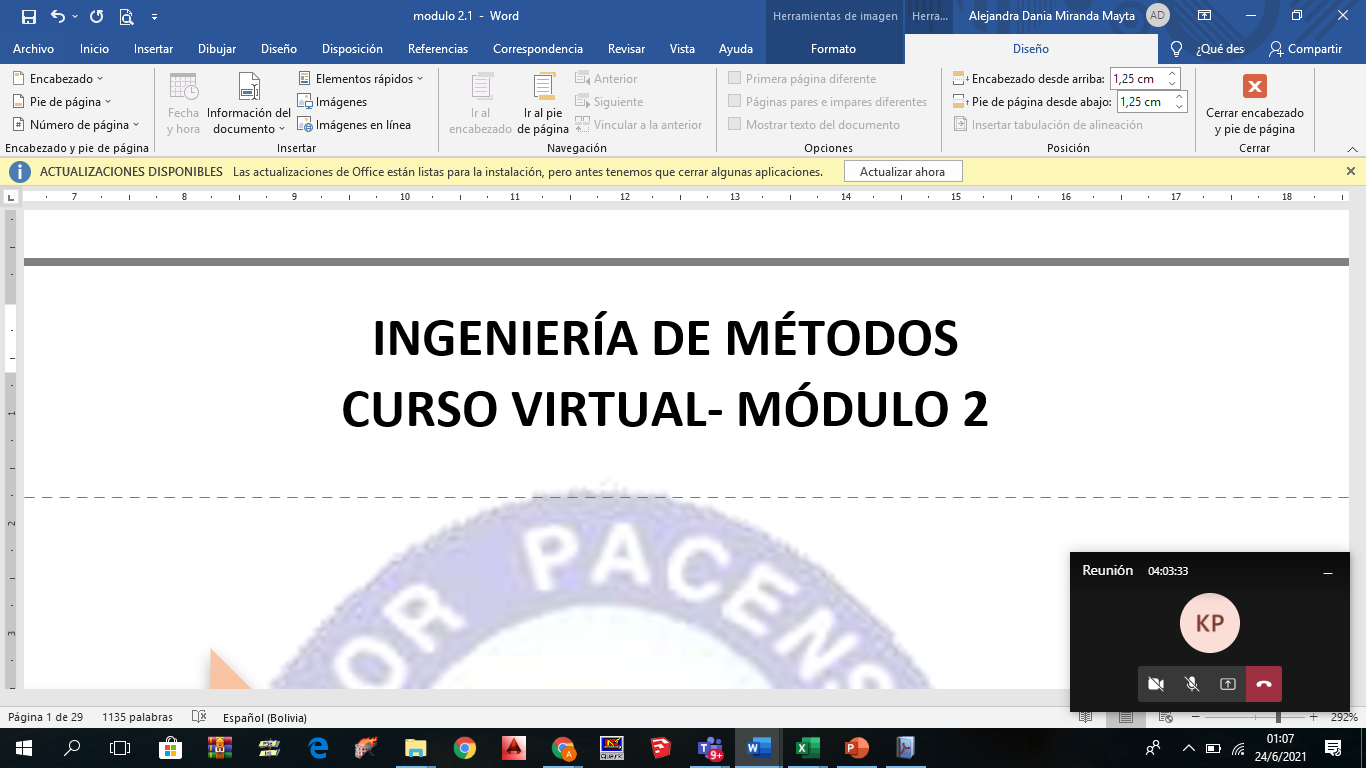 modulo 2.1 - Word
Herramientas de imagen
Herra...
Alejandra Dania Miranda Mayta
AD
Archivo Inicio Insertar Dibujar Diseño Disposición Referencias Correspondencia Revisar Vista Ayuda Formato Diseño ¿Qué des Compartir
Encabezado
Pie de página
Número de página
Encabezado y pie de página
Fecha
y hora
Información del
documento
Elementos rápidos
Imágenes
Imágenes en línea
Insertar
Ir al
encabezado
Ir al pie
de página
Anterior
Siguiente
Vincular a la anterior
Navegación
Primera página diferente
Páginas pares e impares diferentes
Mostrar texto del documento
Opciones
Encabezado desde arriba: 1,25 cm
Pie de página desde abajo: 1,25 cm
Insertar tabulación de alineación
Posición
Cerrar encabezado
y pie de página
Cerrar
ACTUALIZACIONES DISPONIBLES Las actualizaciones de Office están listas para la instalación, pero antes tenemos que cerrar algunas aplicaciones. Actualizar ahora
7 8 9 10 11 12 13 14 15 16 17 18
1
2
3
INGENIERÍA DE MÉTODOS
CURSO VIRTUAL- MÓDULO 2
OR PACENS
Reunión 04:03:33
KP
Página 1 de 29 1135 palabras Español (Bolivia) 292%
9+
01:07
24/6/2021